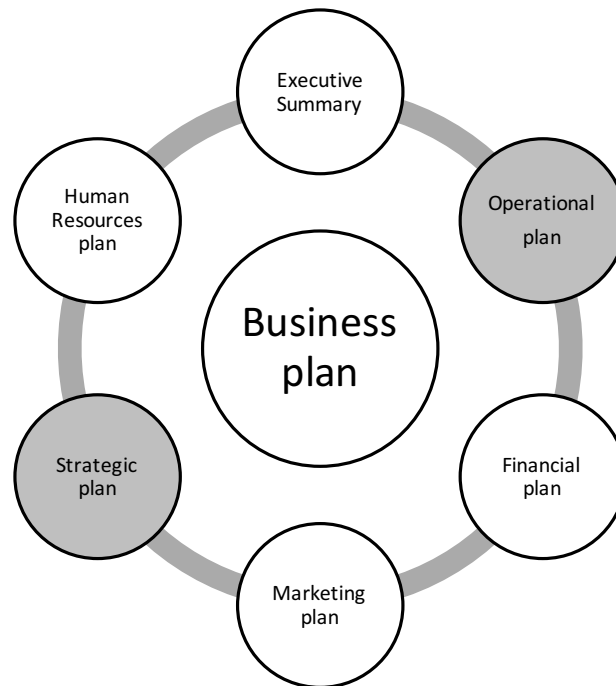 Executive
Summary
Operational
plan
Financial
plan
Marketing
plan
Strategic
plan
Human
Resources
plan
Business
plan